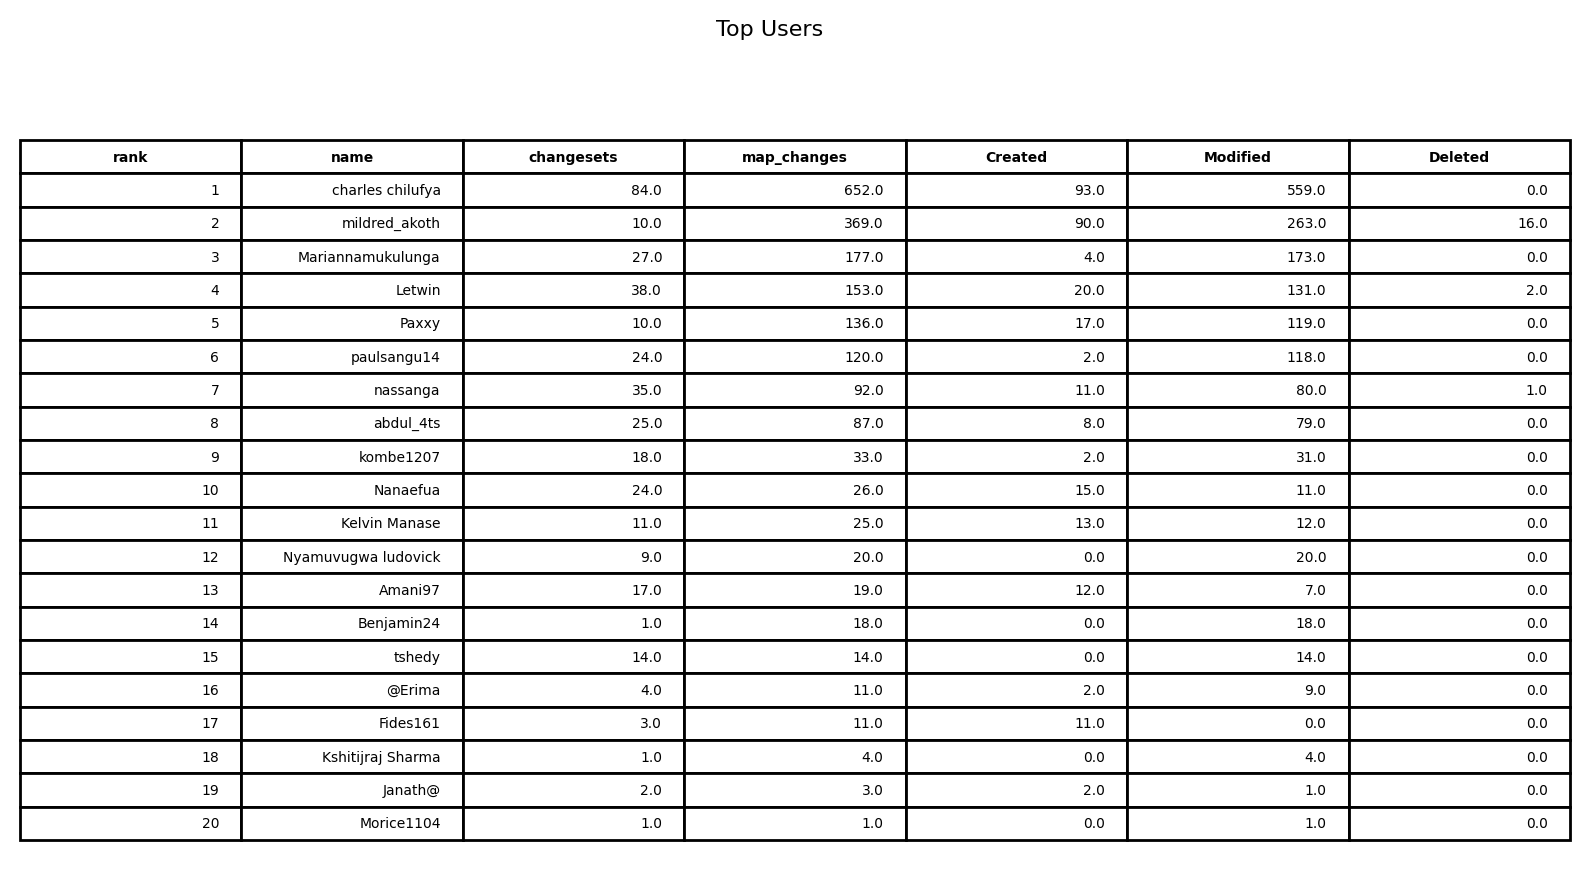 Top Users
rank name changesets map_changes Created Modified Deleted
1 charles chilufya 84.0 652.0 93.0 559.0 0.0
2 mildred_akoth 10.0 369.0 90.0 263.0 16.0
3 Mariannamukulunga 27.0 177.0 4.0 173.0 0.0
4 Letwin 38.0 153.0 20.0 131.0 2.0
5 Paxxy 10.0 136.0 17.0 119.0 0.0
6 paulsangu14 24.0 120.0 2.0 118.0 0.0
7 nassanga 35.0 92.0 11.0 80.0 1.0
8 abdul_4ts 25.0 87.0 8.0 79.0 0.0
9 kombe1207 18.0 33.0 2.0 31.0 0.0
10 Nanaefua 24.0 26.0 15.0 11.0 0.0
11 Kelvin Manase 11.0 25.0 13.0 12.0 0.0
12 Nyamuvugwa ludovick 9.0 20.0 0.0 20.0 0.0
13 Amani97 17.0 19.0 12.0 7.0 0.0
14 Benjamin24 1.0 18.0 0.0 18.0 0.0
15 tshedy 14.0 14.0 0.0 14.0 0.0
16 @Erima 4.0 11.0 2.0 9.0 0.0
17 Fides161 3.0 11.0 11.0 0.0 0.0
18 Kshitijraj Sharma 1.0 4.0 0.0 4.0 0.0
19 Janath@ 2.0 3.0 2.0 1.0 0.0
20 Morice1104 1.0 1.0 0.0 1.0 0.0